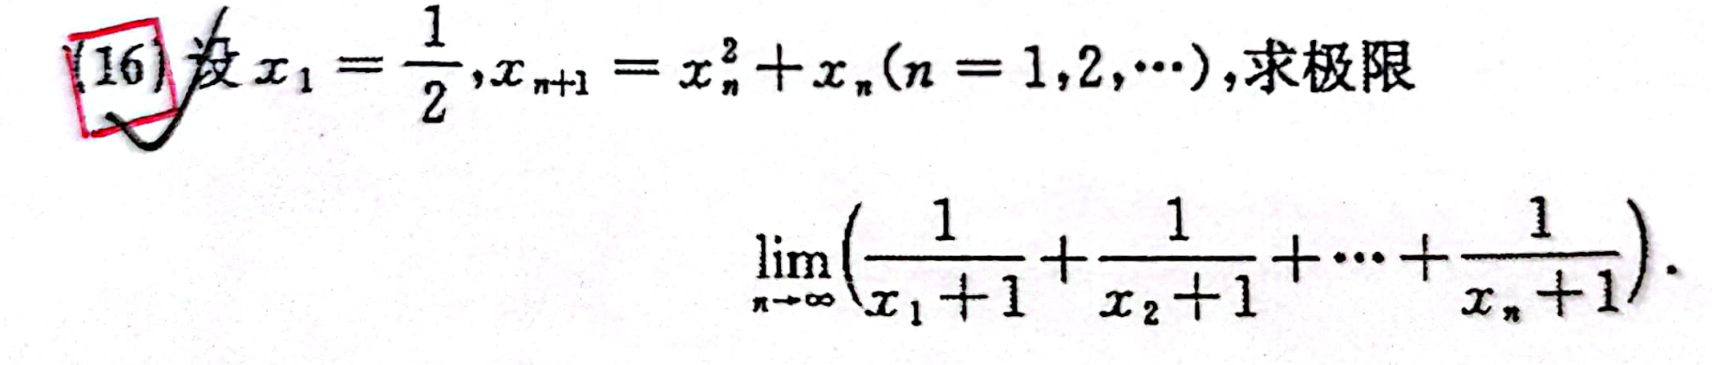 (16) 设 x₁ = 1/2, xₙ₊₁ = xₙ² + xₙ (n = 1,2,⋯),求极限
lim_{n→∞} (1/(x₁+1) + 1/(x₂+1) + ⋯ + 1/(xₙ+1)).